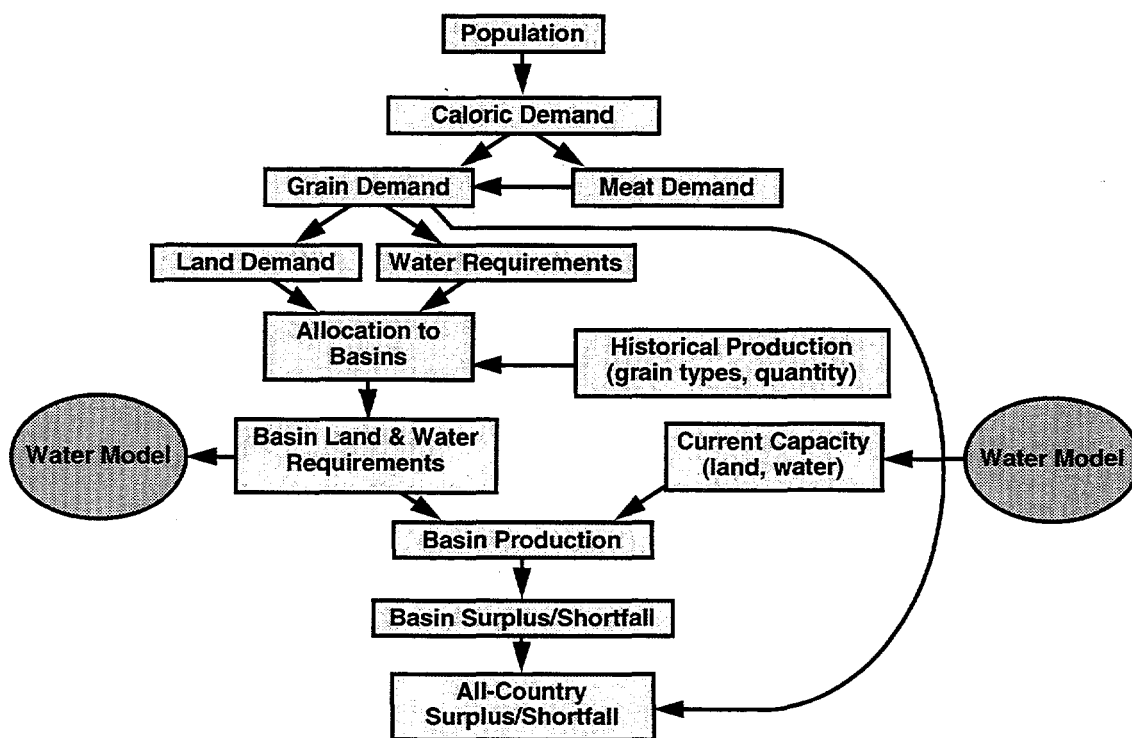 Population
Caloric Demand
Grain Demand
Meat Demand
Land Demand
Water Requirements
Allocation to
Basins
Historical Production
(grain types, quantity)
Water Model
Basin Land & Water
Requirements
Current Capacity
(land, water)
Water Model
Basin Production
Basin Surplus/Shortfall
All-Country
Surplus/Shortfall